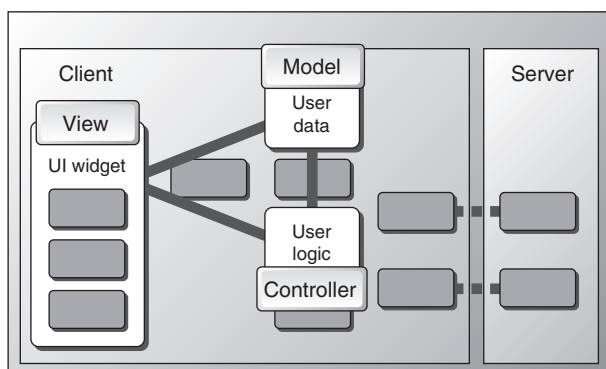 Client
Model
Server
User
data
View
UI widget
User
logic
Controller